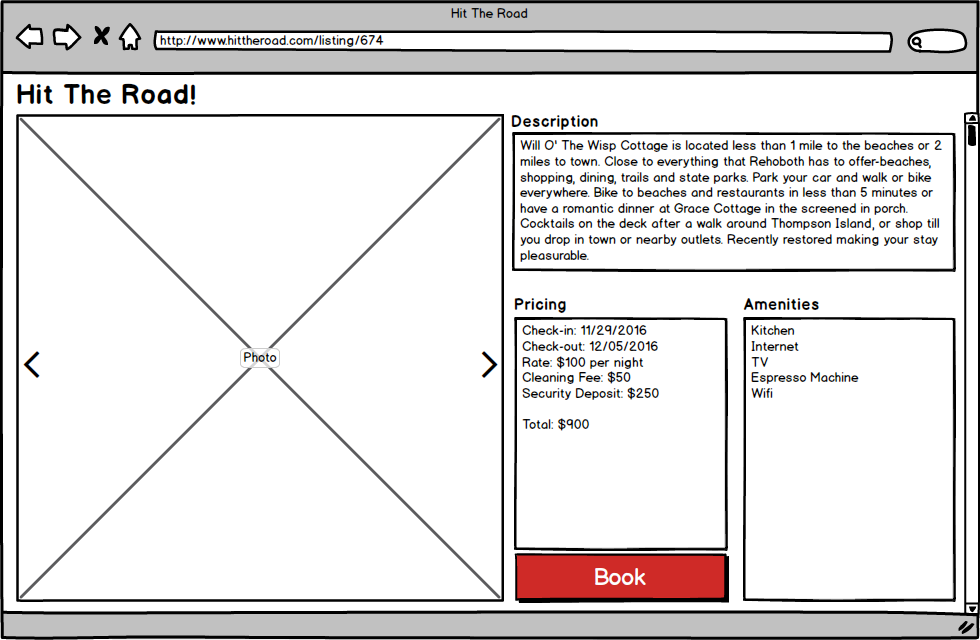 Hit The Road
http://www.hittheroad.com/listing/674
Hit The Road!
Photo
Description
Will O' The Wisp Cottage is located less than 1 mile to the beaches or 2
miles to town. Close to everything that Rehoboth has to offer-beaches,
shopping, dining, trails and state parks. Park your car and walk or bike
everywhere. Bike to beaches and restaurants in less than 5 minutes or
have a romantic dinner at Grace Cottage in the screened in porch.
Cocktails on the deck after a walk around Thompson Island, or shop till
you drop in town or nearby outlets. Recently restored making your stay
pleasurable.
Pricing
Check-in: 11/29/2016
Check-out: 12/05/2016
Rate: $100 per night
Cleaning Fee: $50
Security Deposit: $250
Total: $900
Book
Amenities
Kitchen
Internet
TV
Espresso Machine
Wifi